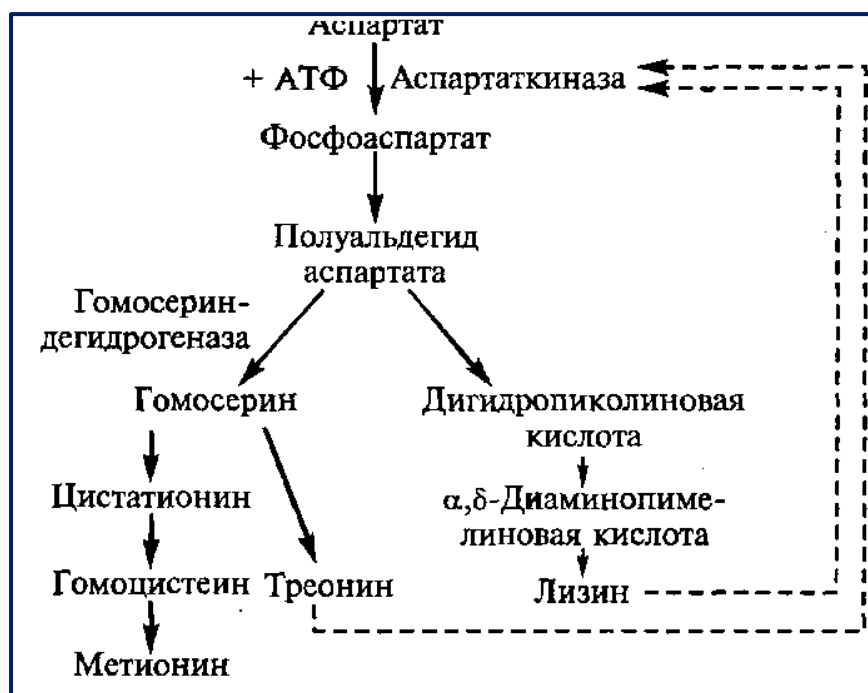 Аспартат
+ АТФ Аспартаткиназа
Фосфоаспартат
Полуальдегид
аспартата
Гомосерин-
дегидрогеназа
Гомосерин
Дигидропиколиновая
кислота
Цистатионин
α,δ-Диаминопиме-
линовая кислота
Гомоцистеин Треонин
Лизин
Метионин